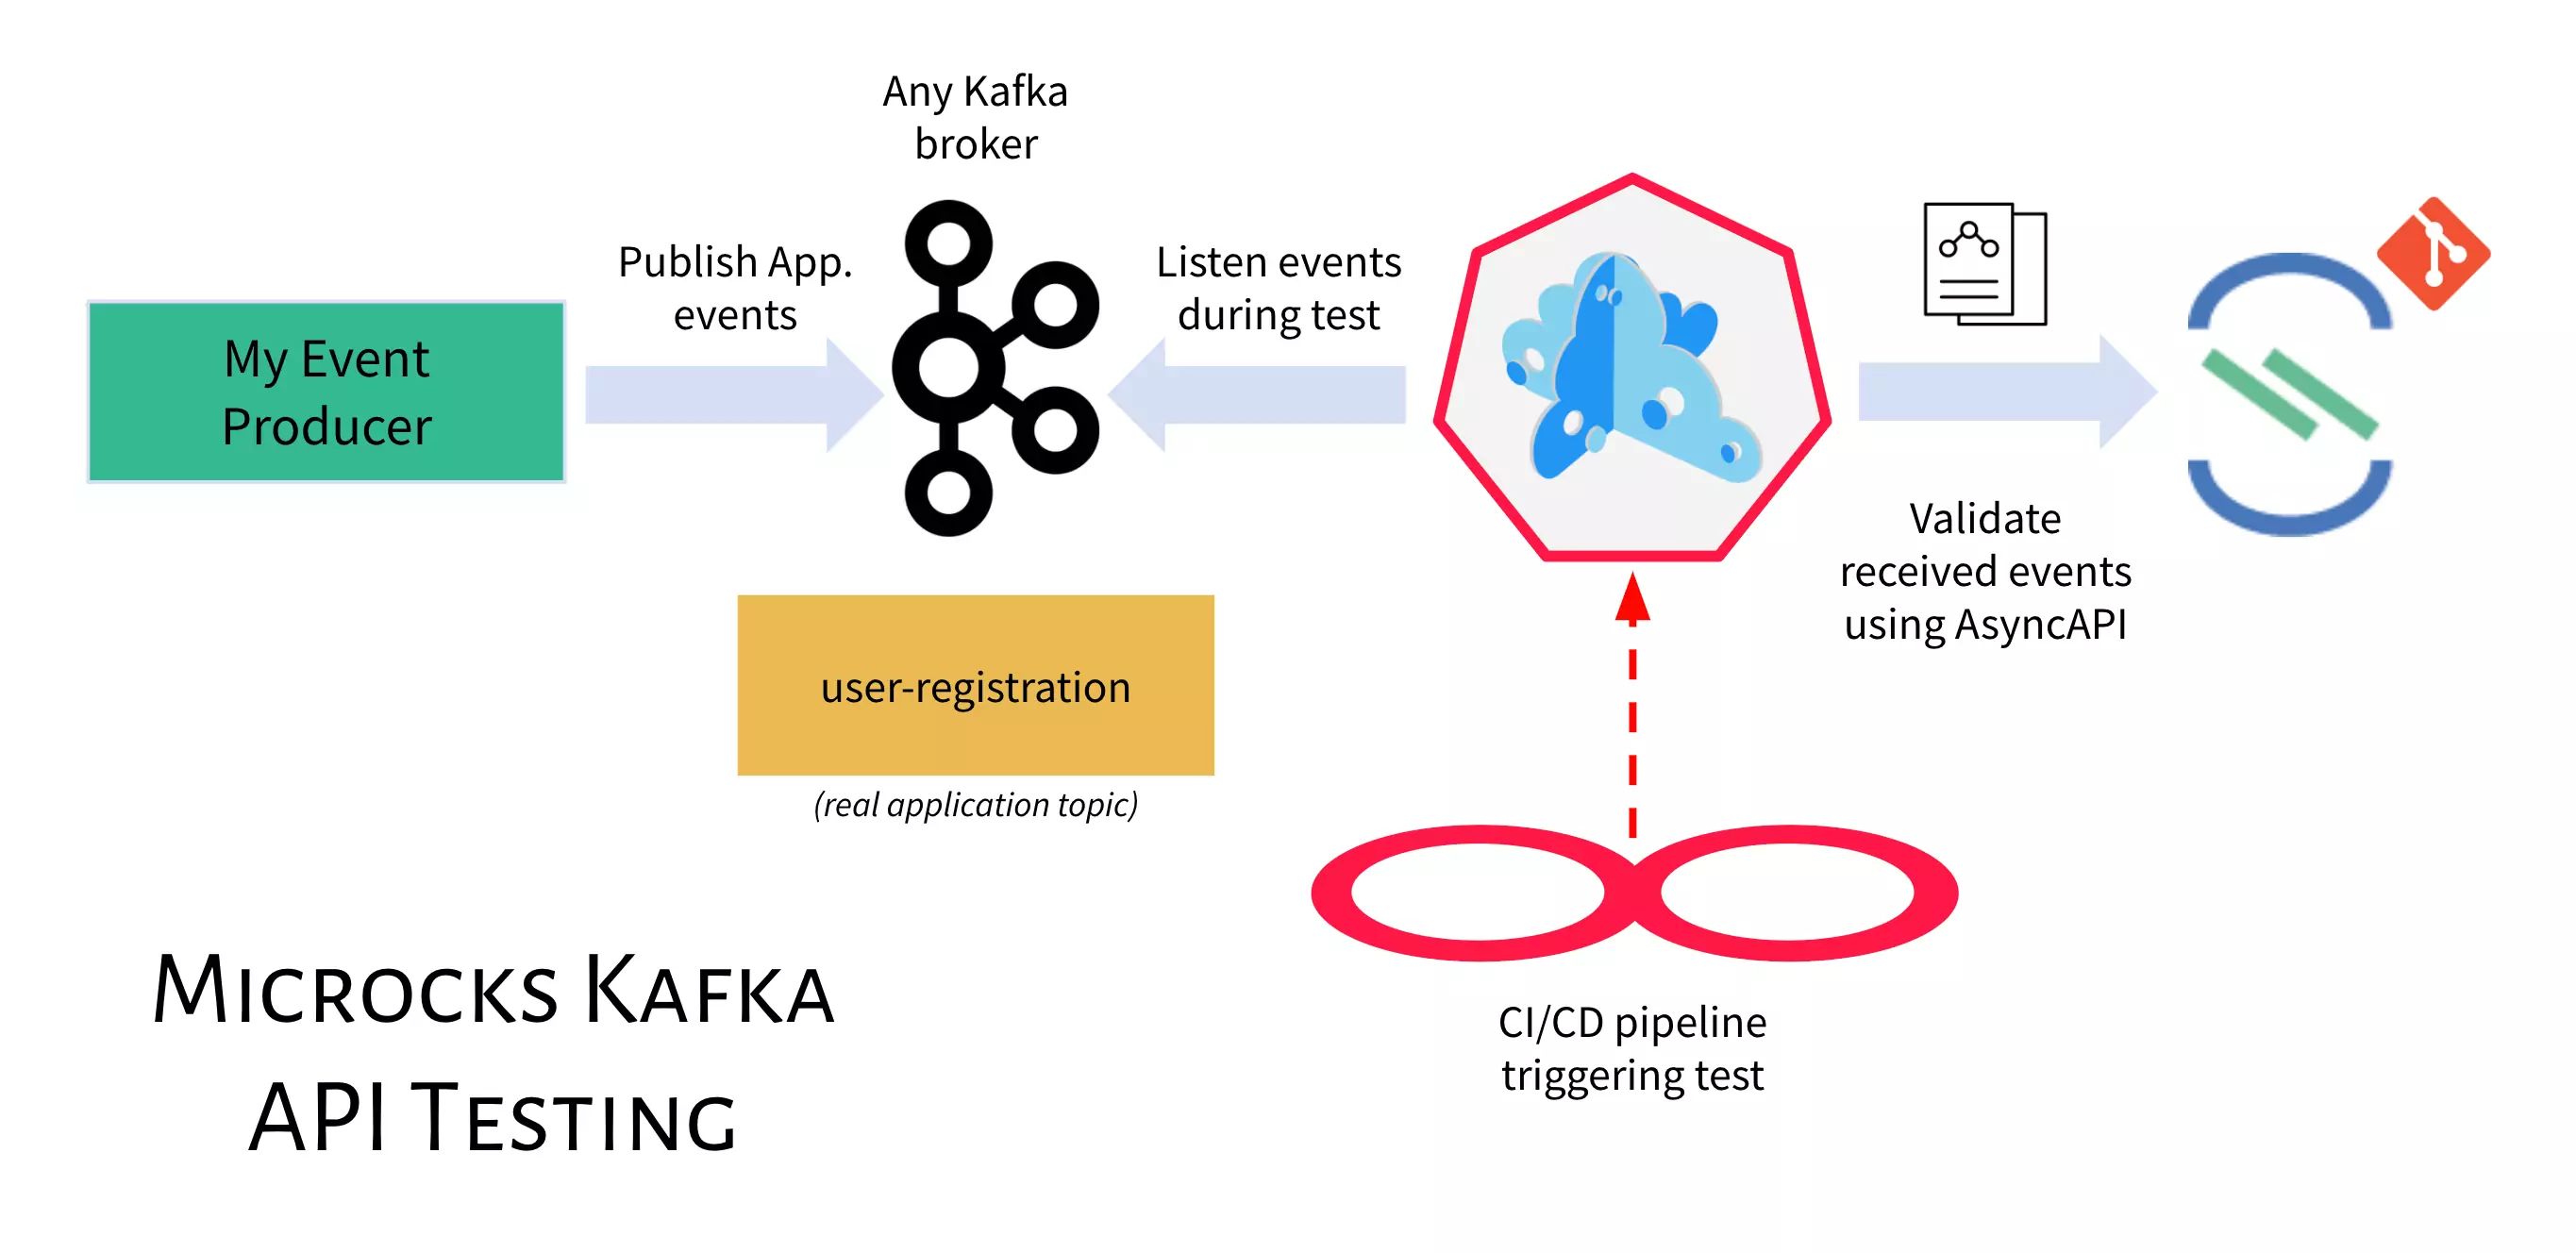 Any Kafka
broker
Publish App.
events
Listen events
during test
My Event
Producer
Validate
received events
using AsyncAPI
user-registration
(real application topic)
Microcks Kafka
API Testing
CI/CD pipeline
triggering test